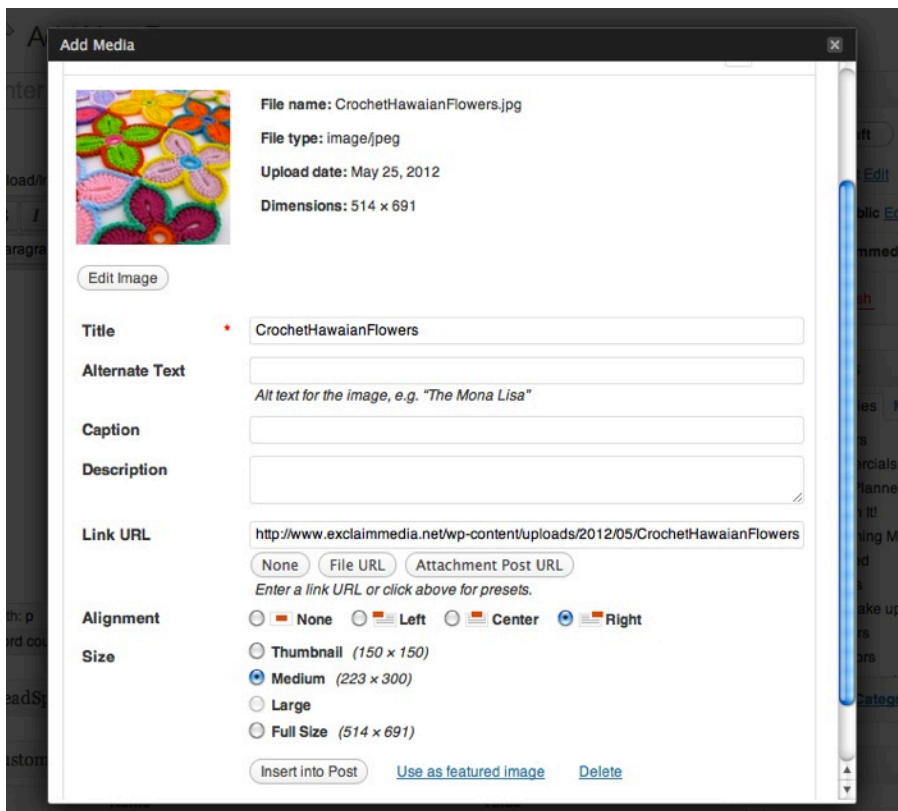 Add Media
File name: CrochetHawaianFlowers.jpg
File type: image/jpeg
Upload date: May 25, 2012
Dimensions: 514 × 691
Edit Image
Title * CrochetHawaianFlowers
Alternate Text
Alt text for the image, e.g. "The Mona Lisa"
Caption
Description
Link URL http://www.exclaimmedia.net/wp-content/uploads/2012/05/CrochetHawaianFlowers
None File URL Attachment Post URL
Enter a link URL or click above for presets.
Alignment None Left Center Right
Size Thumbnail (150 × 150)
Medium (223 × 300)
Large
Full Size (514 × 691)
Insert into Post Use as featured image Delete